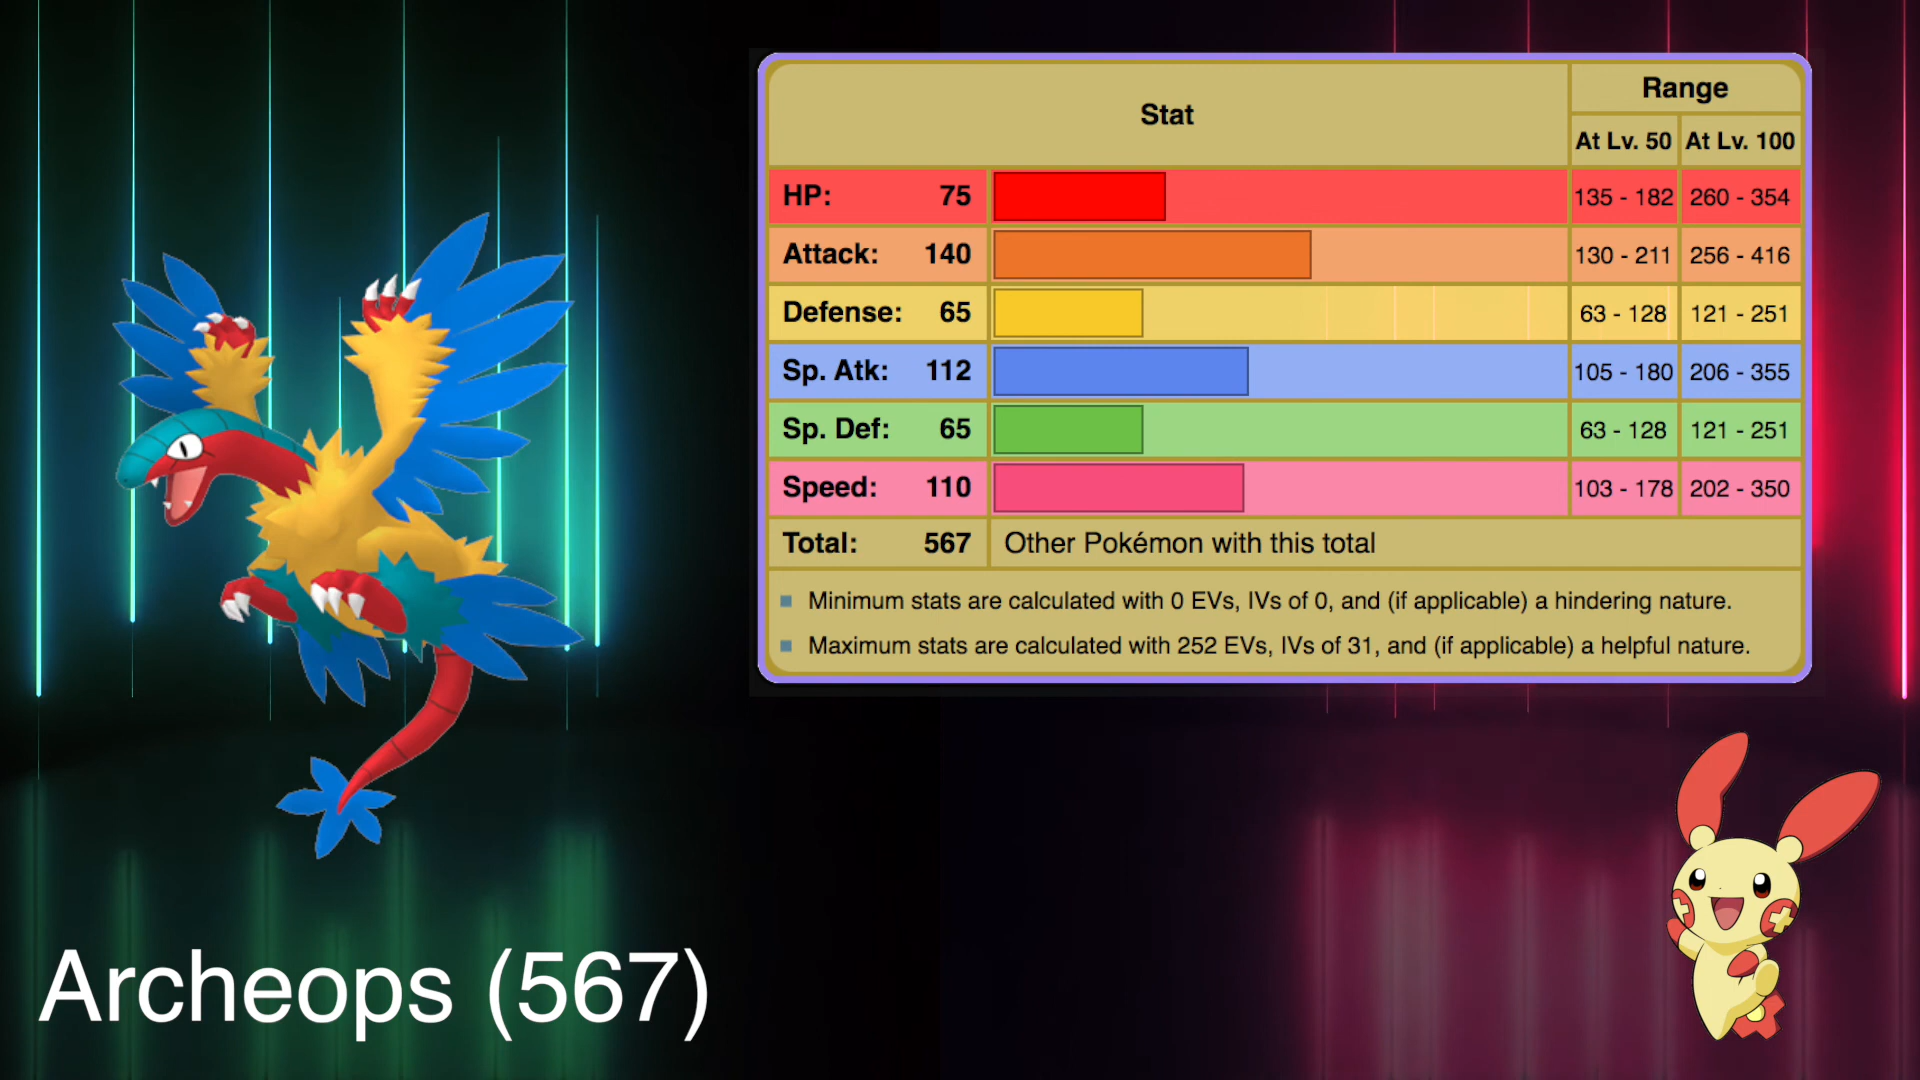 Stat
Range
At Lv. 50 At Lv. 100
HP: 75 135 - 182 260 - 354
Attack: 140 130 - 211 256 - 416
Defense: 65 63 - 128 121 - 251
Sp. Atk: 112 105 - 180 206 - 355
Sp. Def: 65 63 - 128 121 - 251
Speed: 110 103 - 178 202 - 350
Total: 567 Other Pokémon with this total
Minimum stats are calculated with 0 EVs, IVs of 0, and (if applicable) a hindering nature.
Maximum stats are calculated with 252 EVs, IVs of 31, and (if applicable) a helpful nature.
Archeops (567)